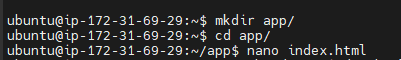 ubuntu@ip-172-31-69-29:~$ mkdir app/
ubuntu@ip-172-31-69-29:~$ cd app/
ubuntu@ip-172-31-69-29:~/app$ nano index.html